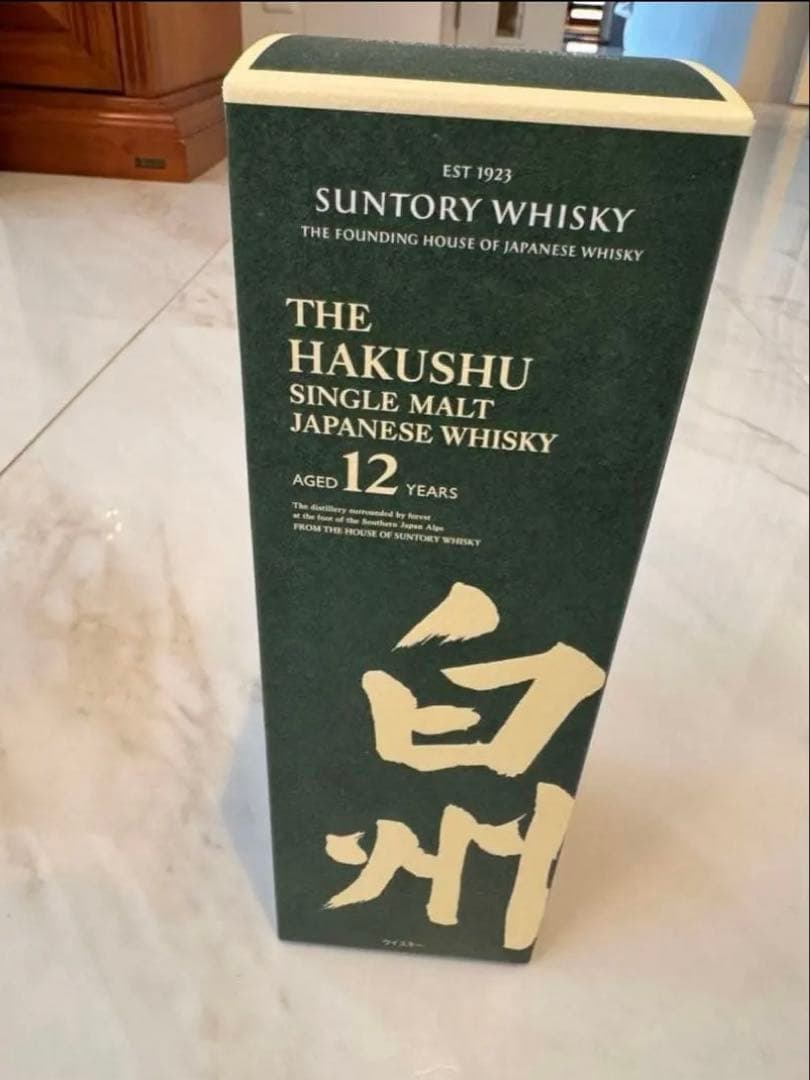 EST 1923
SUNTORY WHISKY
THE FOUNDING HOUSE OF JAPANESE WHISKY
THE
HAKUSHU
SINGLE MALT
JAPANESE WHISKY
AGED 12 YEARS
The distillery surrounded by forest
at the foot of the Southern Japan Alps
FROM THE HOUSE OF SUNTORY WHISKY
白
州
ウイスキー